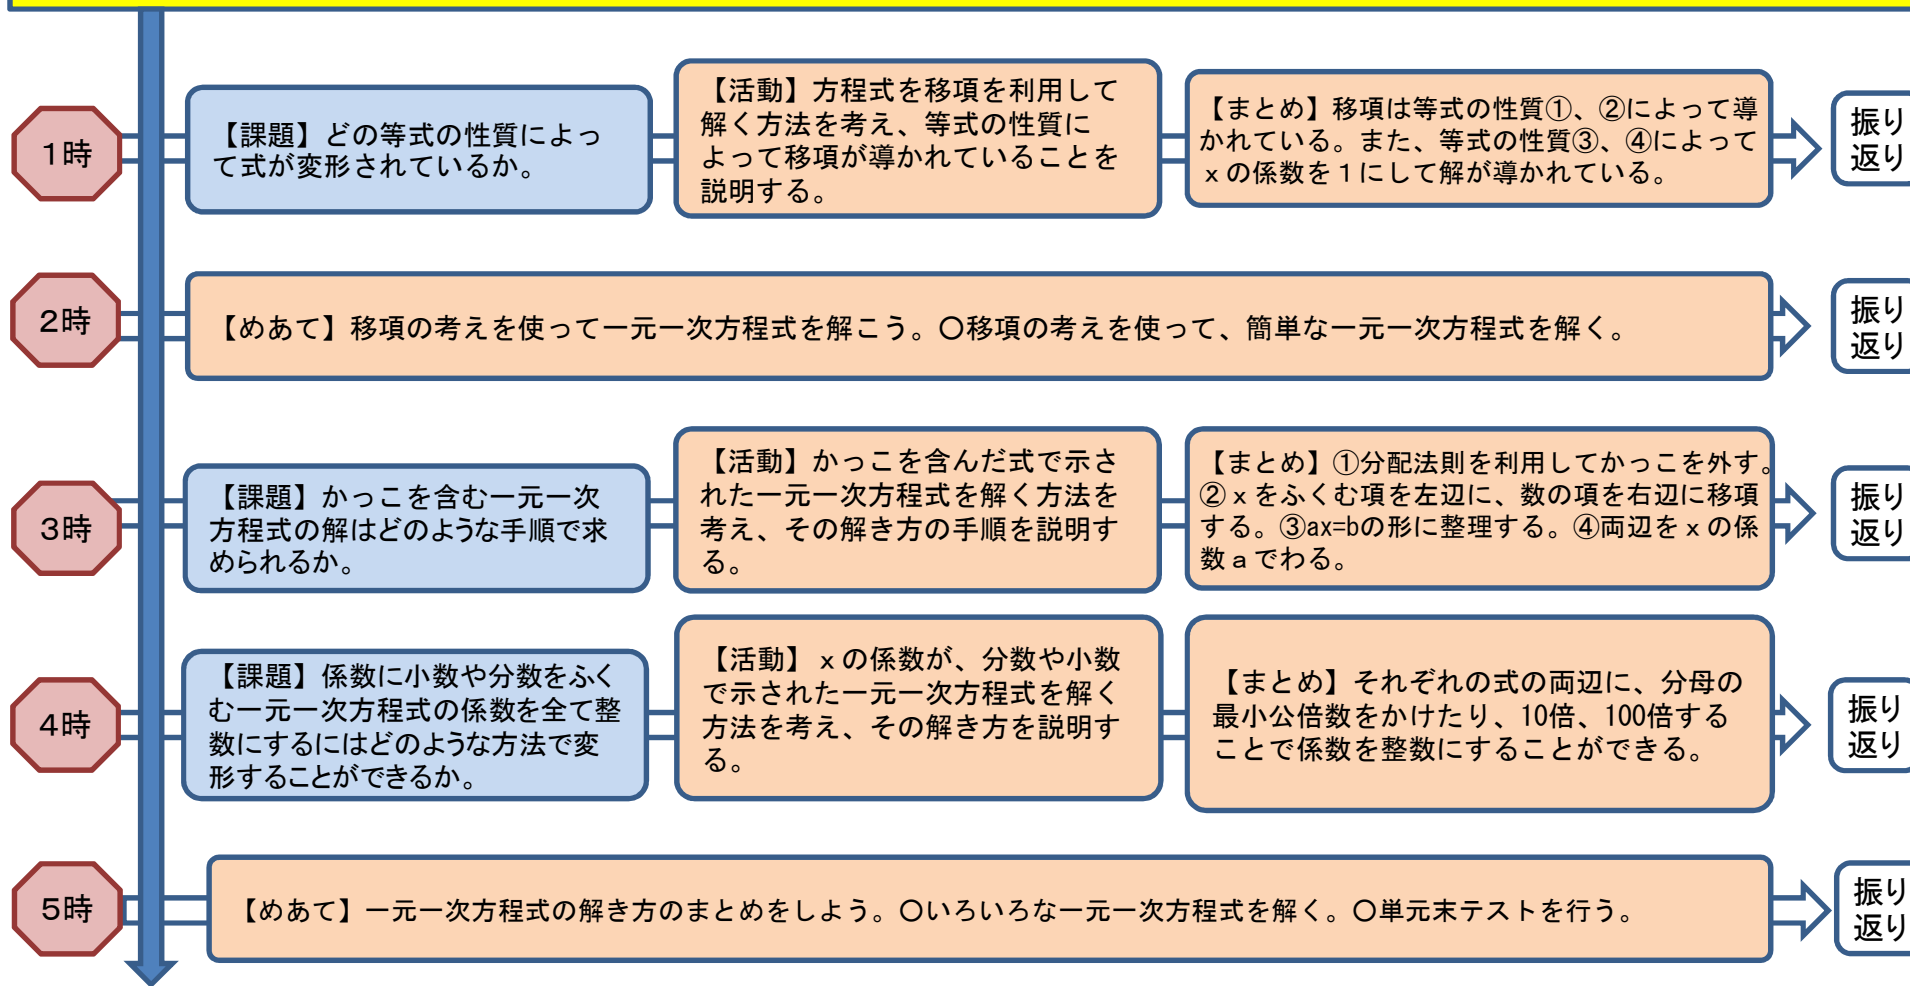 1時
【課題】どの等式の性質によっ
て式が変形されているか。
【活動】方程式を移項を利用して
解く方法を考え、等式の性質に
よって移項が導かれていることを
説明する。
【まとめ】移項は等式の性質①、②によって導
かれている。また、等式の性質③、④によって
ｘの係数を１にして解が導かれている。
振り
返り
2時
【めあて】移項の考えを使って一元一次方程式を解こう。〇移項の考えを使って、簡単な一元一次方程式を解く。
振り
返り
3時
【課題】かっこを含む一元一次
方程式の解はどのような手順で求
められるか。
【活動】かっこを含んだ式で示さ
れた一元一次方程式を解く方法を
考え、その解き方の手順を説明す
る。
【まとめ】①分配法則を利用してかっこを外す。
②ｘをふくむ項を左辺に、数の項を右辺に移項
する。③ax=bの形に整理する。④両辺をｘの係
数ａでわる。
振り
返り
4時
【課題】係数に小数や分数をふく
む一元一次方程式の係数を全て整
数にするにはどのような方法で変
形することができるか。
【活動】ｘの係数が、分数や小数
で示された一元一次方程式を解く
方法を考え、その解き方を説明す
る。
【まとめ】それぞれの式の両辺に、分母の
最小公倍数をかけたり、10倍、100倍する
ことで係数を整数にすることができる。
振り
返り
5時
【めあて】一元一次方程式の解き方のまとめをしよう。〇いろいろな一元一次方程式を解く。〇単元末テストを行う。
振り
返り